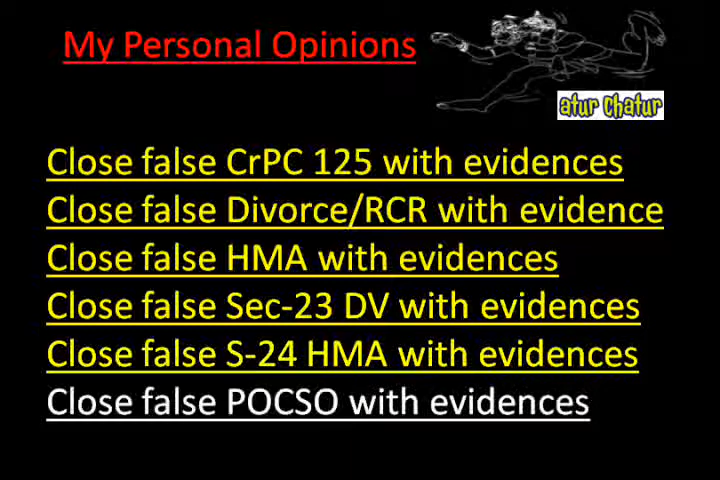 My Personal Opinions
atur chatur
Close false CrPC 125 with evidences
Close false Divorce/RCR with evidence
Close false HMA with evidences
Close false Sec-23 DV with evidences
Close false S-24 HMA with evidences
Close false POCSO with evidences